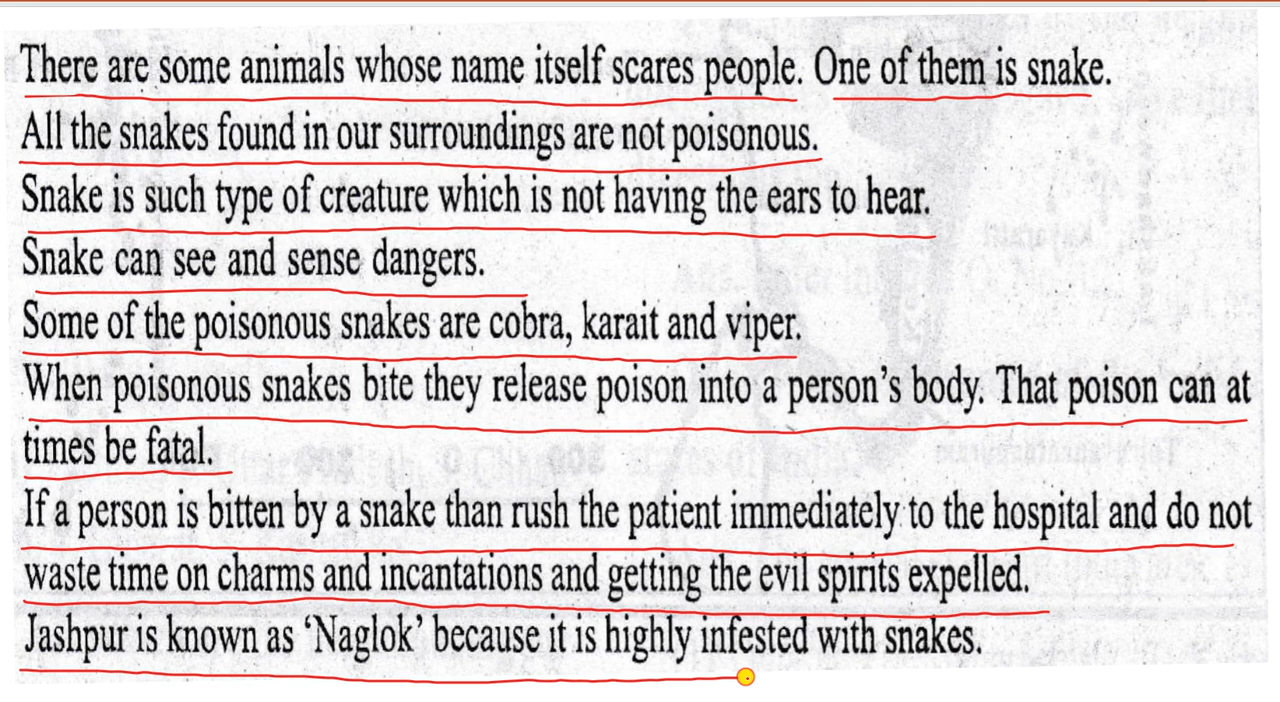 There are some animals whose name itself scares people. One of them is snake.
All the snakes found in our surroundings are not poisonous.
Snake is such type of creature which is not having the ears to hear.
Snake can see and sense dangers.
Some of the poisonous snakes are cobra, karait and viper.
When poisonous snakes bite they release poison into a person's body. That poison can at
times be fatal.
If a person is bitten by a snake than rush the patient immediately to the hospital and do not
waste time on charms and incantations and getting the evil spirits expelled.
Jashpur is known as ‘Naglok’ because it is highly infested with snakes.